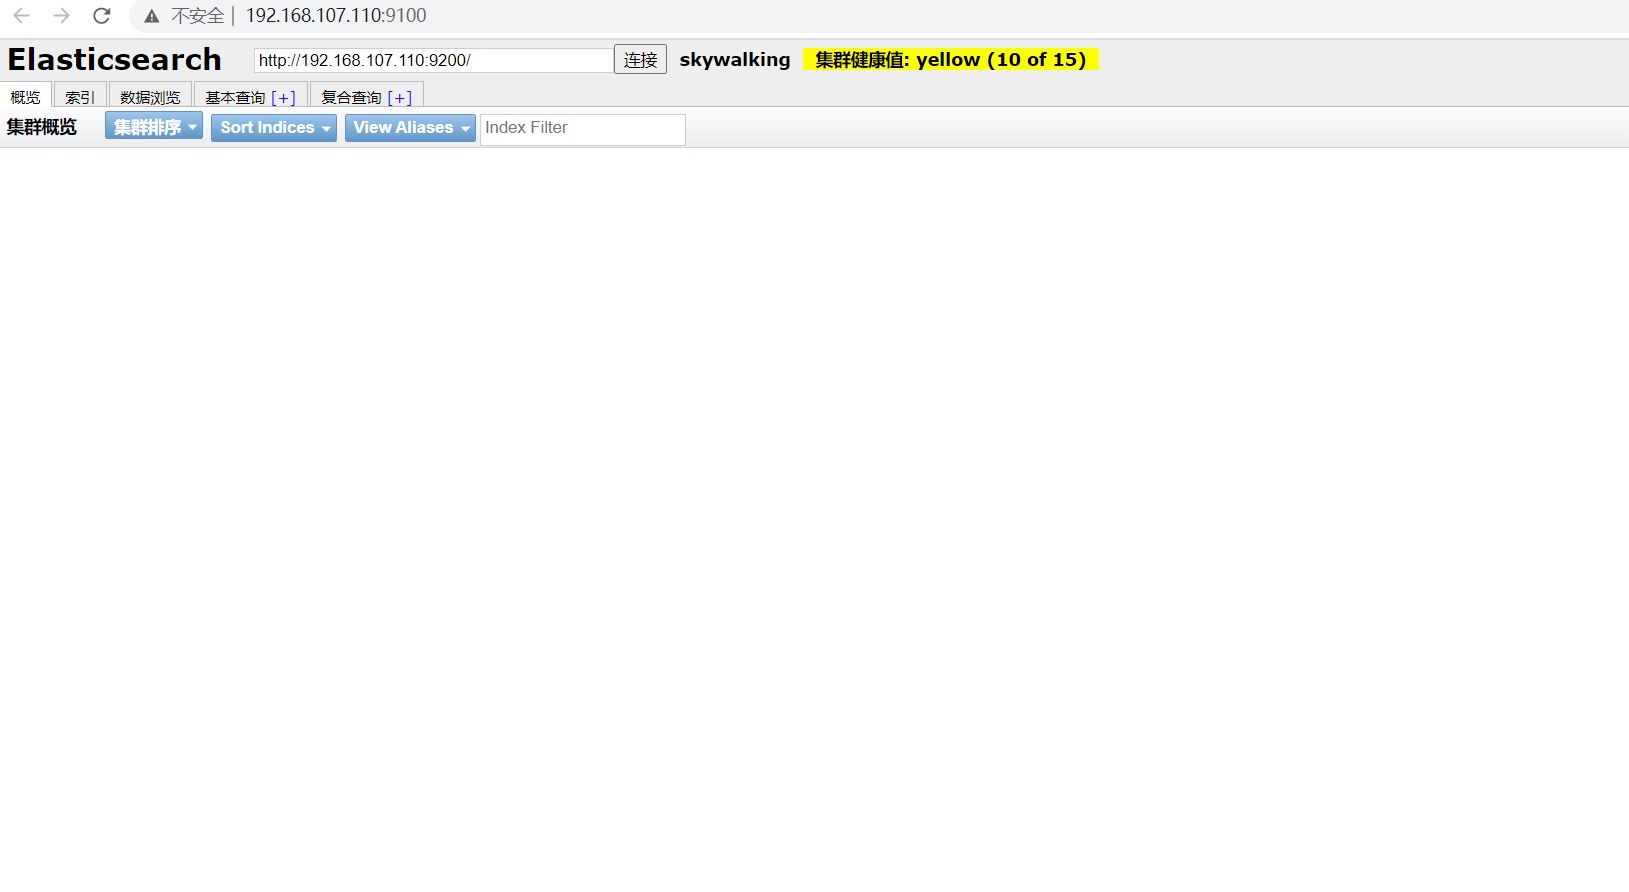 不安全 192.168.107.110:9100
Elasticsearch http://192.168.107.110:9200/ 连接 skywalking 集群健康值: yellow (10 of 15)
概览 索引 数据浏览 基本查询 [+] 复合查询 [+]
集群概览 集群排序 Sort Indices View Aliases Index Filter